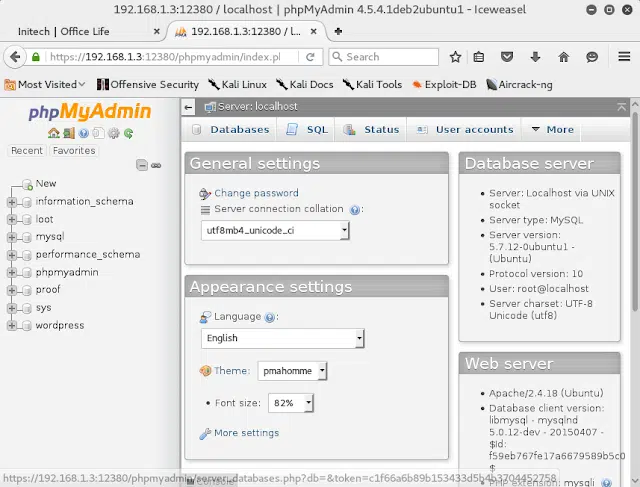 192.168.1.3:12380 / localhost | phpMyAdmin 4.5.4.1deb2ubuntu1 - Iceweasel
Initech | Office Life
192.168.1.3:12380 / l...
https://192.168.1.3:12380/phpmyadmin/index.pl
Search
Most Visited
Offensive Security
Kali Linux
Kali Docs
Kali Tools
Exploit-DB
Aircrack-ng
phpMyAdmin
Recent
Favorites
New
information_schema
loot
mysql
performance_schema
phpmyadmin
proof
sys
wordpress
Server: localhost
Databases
SQL
Status
User accounts
More
General settings
Change password
Server connection collation :
utf8mb4_unicode_ci
Appearance settings
Language :
English
Theme:
pmahomme
• Font size:
82%
More settings
Database server
• Server: Localhost via UNIX
socket
• Server type: MySQL
• Server version:
5.7.12-0ubuntu1 -
(Ubuntu)
• Protocol version: 10
• User: root@localhost
• Server charset: UTF-8
Unicode (utf8)
Web server
• Apache/2.4.18 (Ubuntu)
• Database client version:
libmysql - mysqlnd
5.0.12-dev - 20150407 -
$Id:
f59eb767fe17a6679589b5c0
$
• PHP extension: mysqli
https://192.168.1.3:12380/phpmyadmin/server_databases.php?db=&token=c1f66a6b89b153433d5b4b3704452758
Console